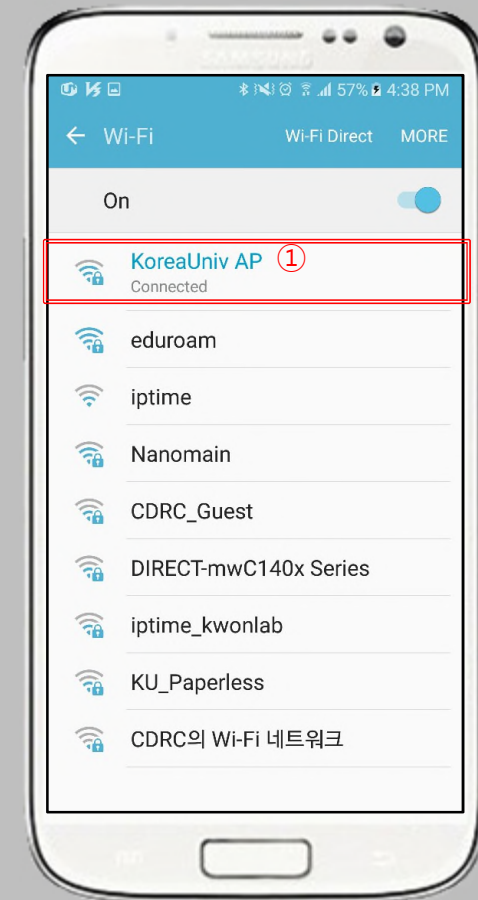 SAMSUNG
57% 4:38 PM
Wi-Fi Wi-Fi Direct MORE
On
KoreaUniv AP ①
Connected
eduroam
iptime
Nanomain
CDRC_Guest
DIRECT-mwC140x Series
iptime_kwonlab
KU_Paperless
CDRC의 Wi-Fi 네트워크